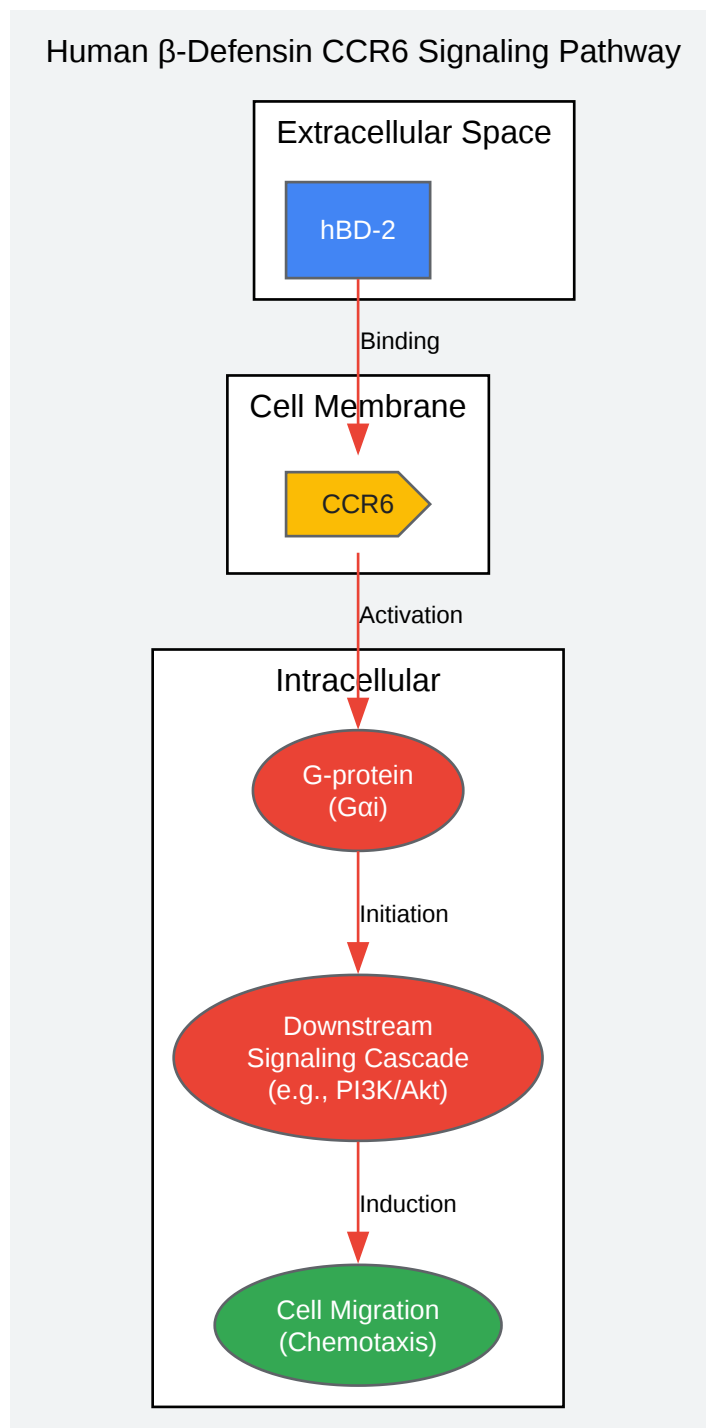 Human β-Defensin CCR6 Signaling Pathway
Extracellular Space
hBD-2
Binding
Cell Membrane
CCR6
Activation
Intracellular
G-protein
(Gαi)
Initiation
Downstream
Signaling Cascade
(e.g., PI3K/Akt)
Induction
Cell Migration
(Chemotaxis)